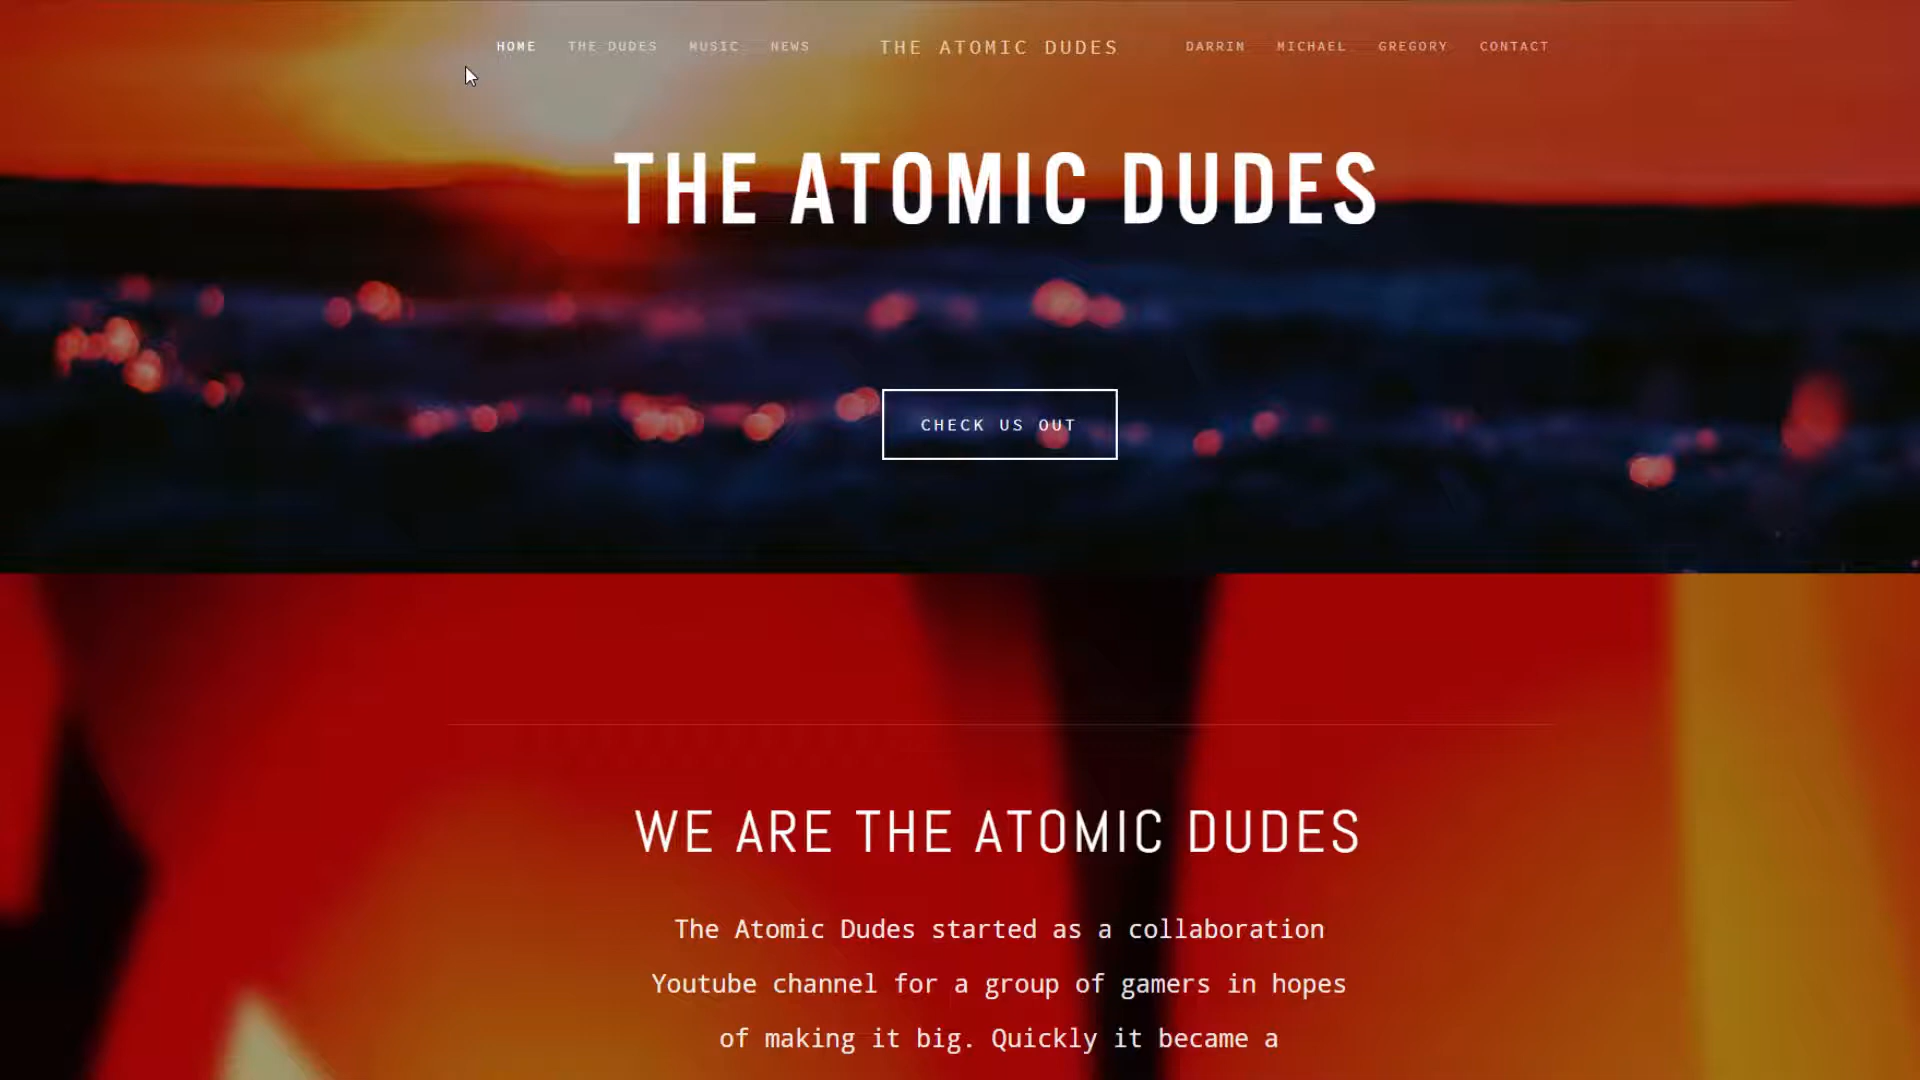 HOME THE DUDES MUSIC NEWS THE ATOMIC DUDES DARRIN MICHAEL GREGORY CONTACT
THE ATOMIC DUDES
CHECK US OUT
WE ARE THE ATOMIC DUDES
The Atomic Dudes started as a collaboration
Youtube channel for a group of gamers in hopes
of making it big. Quickly it became a